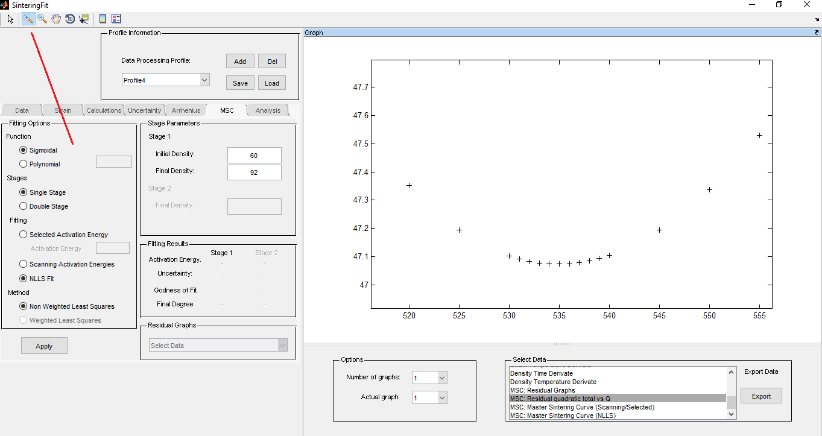 SinteringFit
Profile Information
Data Processing Profile:
Add
Del
Profile4
Save
Load
Data
Strain
Calculations
Uncertainty
Arrhenius
MSC
Analysis
Fitting Options
Function
Sigmoidal
Polynomial
Stages
Single Stage
Double Stage
Fitting
Selected Activation Energy
Activation Energy
Scanning Activation Energies
NLLS Fit
Method
Non Weighted Least Squares
Weighted Least Squares
Apply
Stage Parameters
Stage 1
Initial Density:
60
Final Density:
92
Stage 2
Final Density:
Fitting Results
Stage 1
Stage 2
Activation Energy:
Uncertainty:
Godness of Fit
Final Degree
Residual Graphs
Select Data
Graph
47.7
47.6
47.5
47.4
47.3
47.2
47.1
47
520
525
530
535
540
545
550
555
Options
Number of graphs:
1
Actual graph:
1
Select Data
Density Time Derivate
Density Temperature Derivate
MSC: Residual Graphs
MSC: Residual quadratic total vs Q
MSC: Master Sintering Curve (Scanning/Selected)
MSC: Master Sintering Curve (NLLS)
Export Data
Export